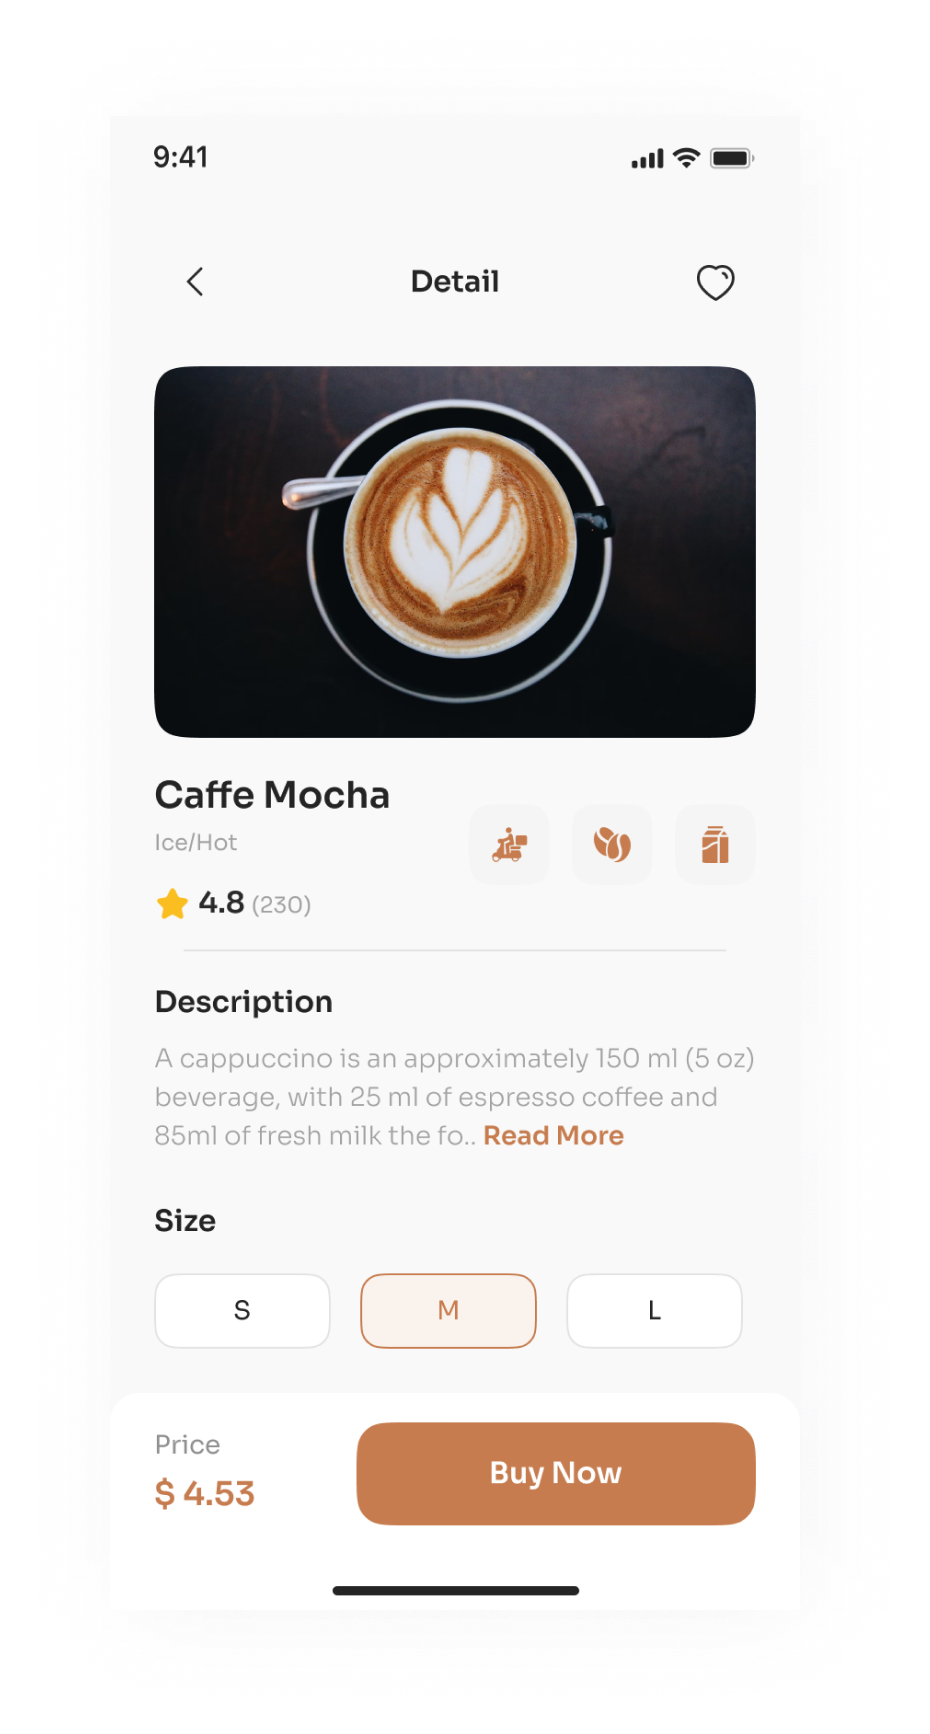 9:41
Detail
Caffe Mocha
Ice/Hot
4.8 (230)
Description
A cappuccino is an approximately 150 ml (5 oz)
beverage, with 25 ml of espresso coffee and
85ml of fresh milk the fo.. Read More
Size
S M L
Price
$ 4.53
Buy Now